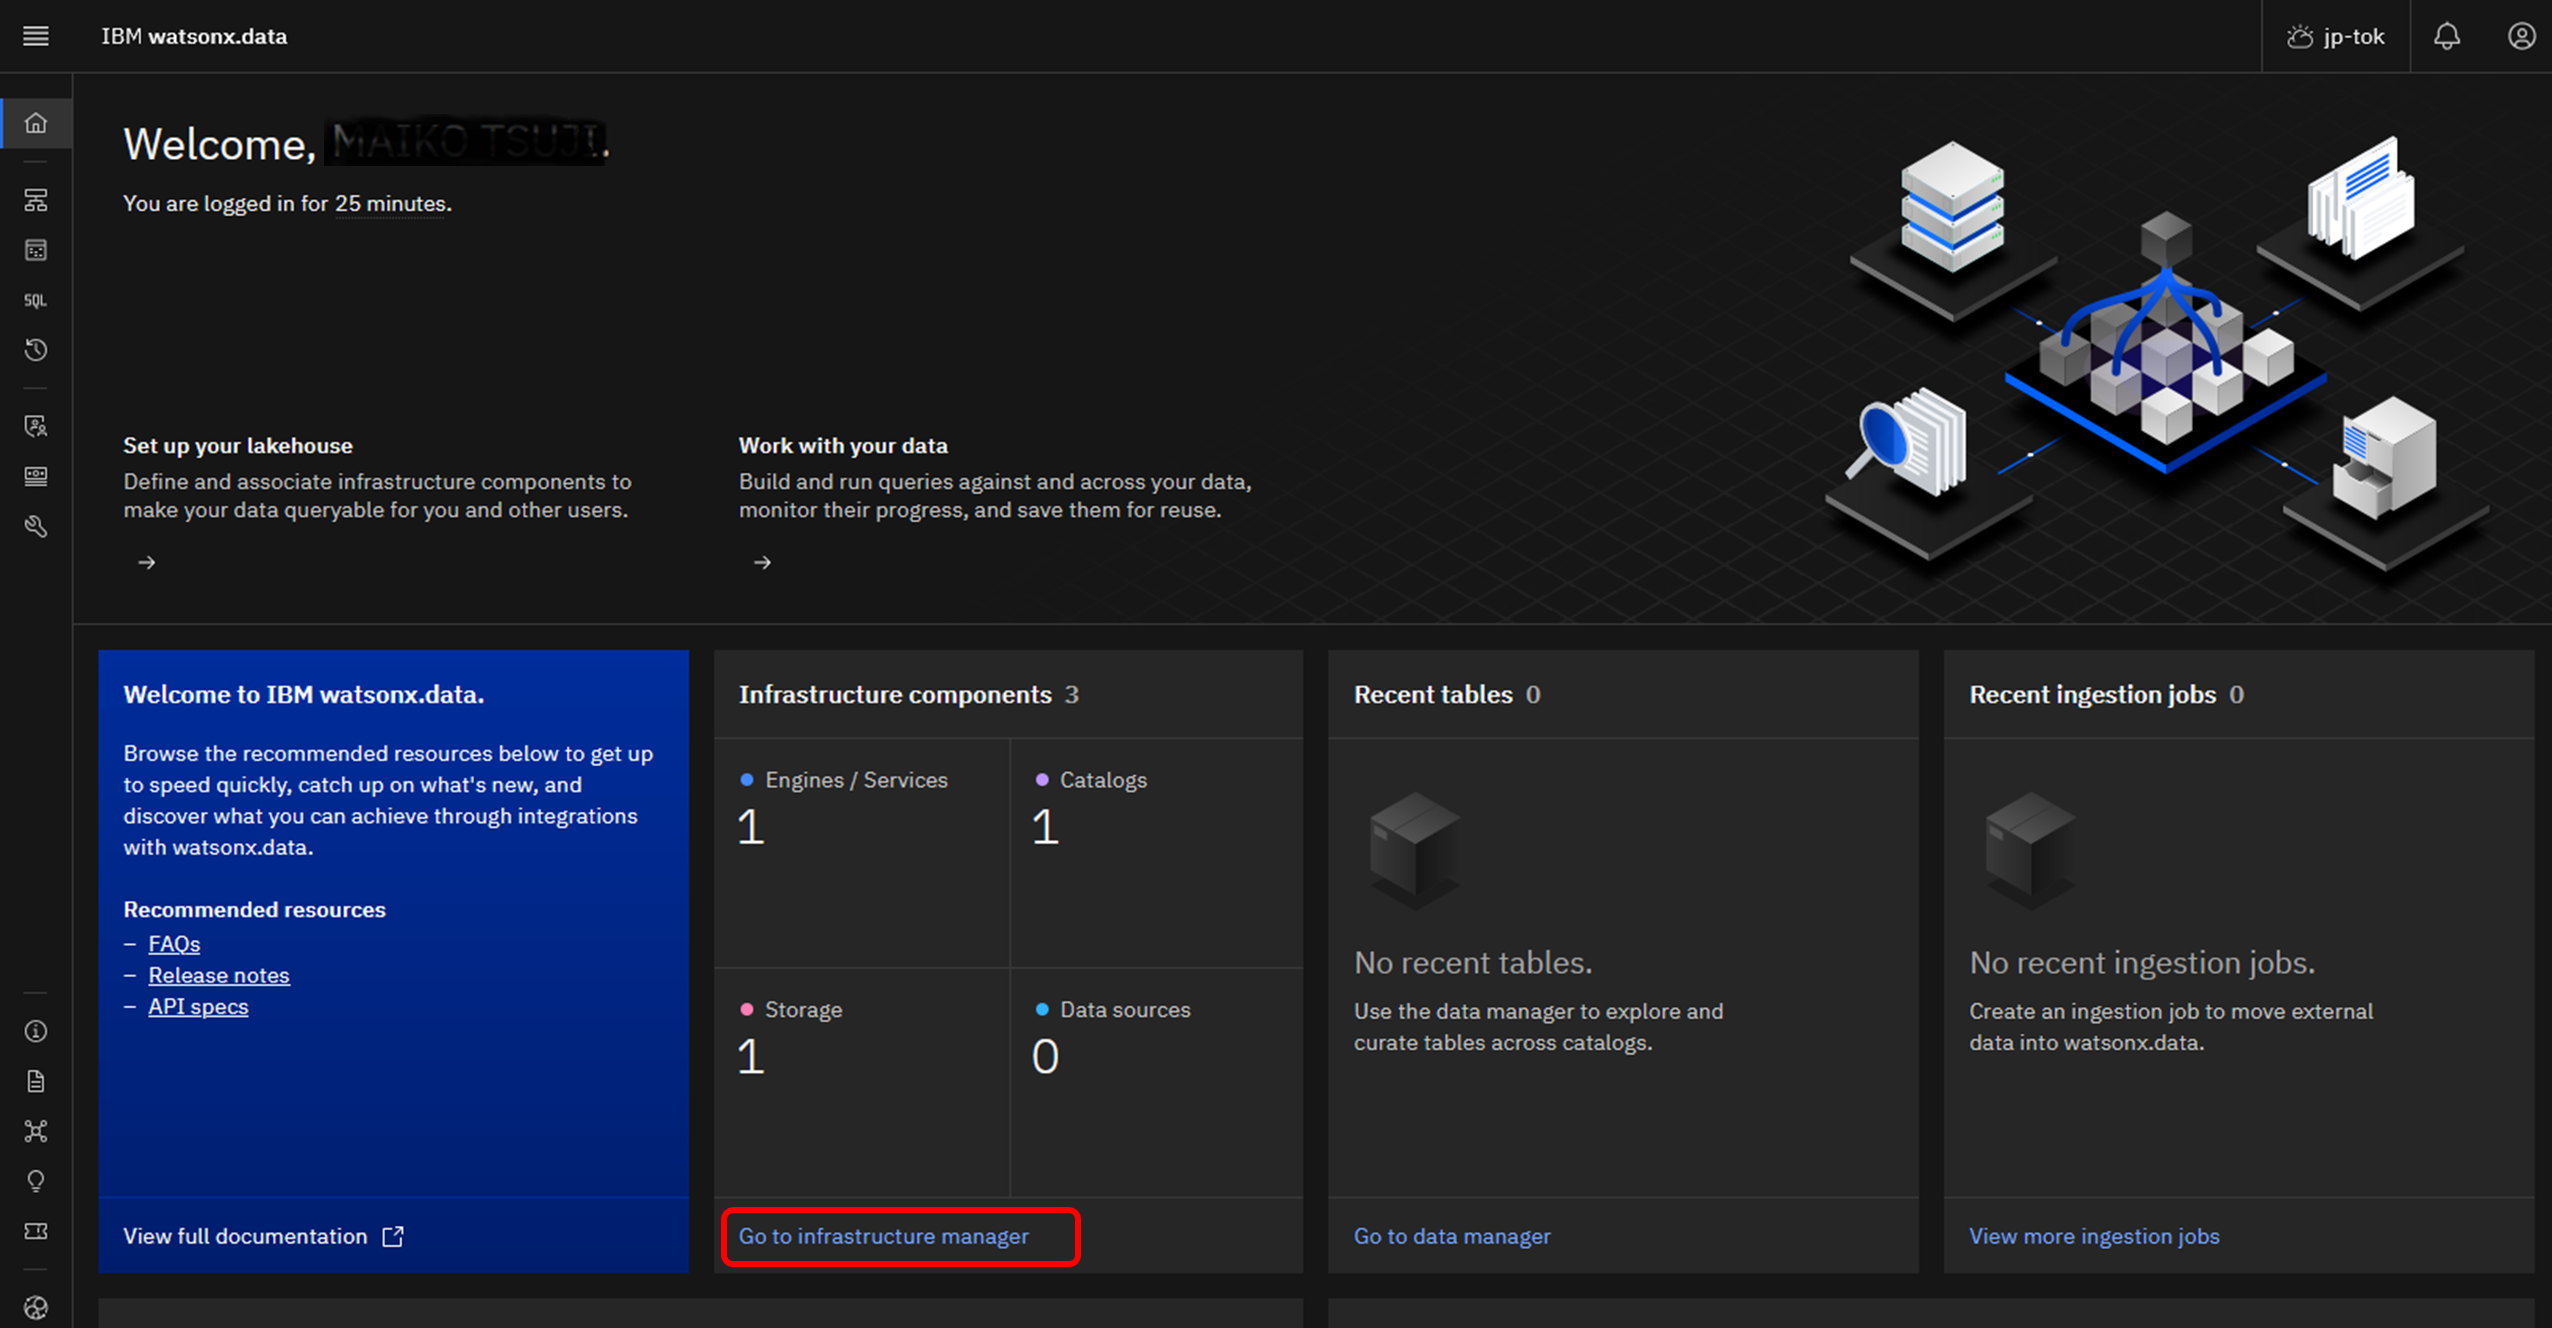 IBM watsonx.data
jp-tok
Welcome, .
You are logged in for 25 minutes.
SQL
Set up your lakehouse
Define and associate infrastructure components to
make your data queryable for you and other users.
Work with your data
Build and run queries against and across your data,
monitor their progress, and save them for reuse.
Welcome to IBM watsonx.data.
Browse the recommended resources below to get up
to speed quickly, catch up on what's new, and
discover what you can achieve through integrations
with watsonx.data.
Recommended resources
– FAQs
– Release notes
– API specs
View full documentation
Infrastructure components 3
Engines / Services
1
Catalogs
1
Storage
1
Data sources
0
Go to infrastructure manager
Recent tables 0
No recent tables.
Use the data manager to explore and
curate tables across catalogs.
Go to data manager
Recent ingestion jobs 0
No recent ingestion jobs.
Create an ingestion job to move external
data into watsonx.data.
View more ingestion jobs